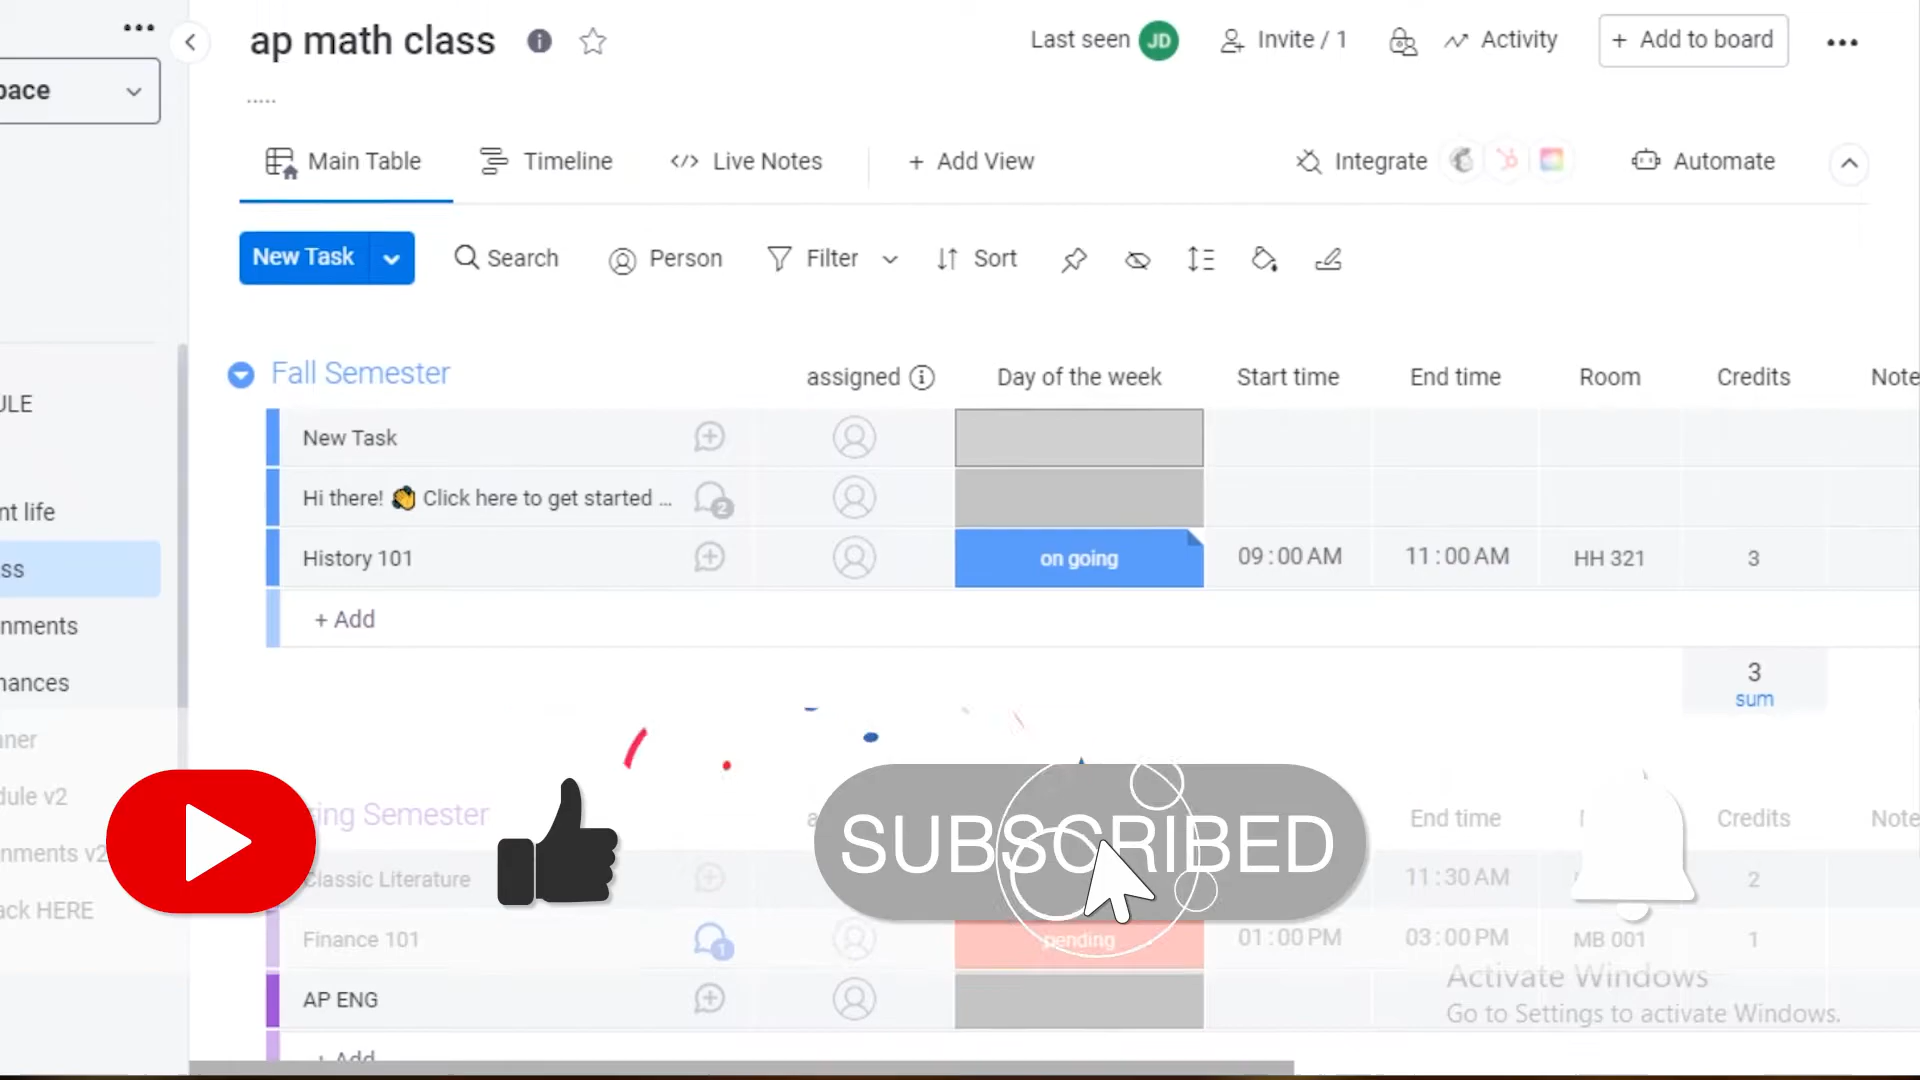 ap math class
Last seen JD
Invite / 1
Activity
+ Add to board
pace
Main Table
Timeline
Live Notes
+ Add View
Integrate
Automate
New Task
Search
Person
Filter
Sort
ULE
nt life
ss
nments
nances
ner
dule v2
nments v2
ack HERE
Fall Semester
assigned
Day of the week
Start time
End time
Room
Credits
Note
New Task
Hi there! 👏 Click here to get started ...
2
History 101
on going
09:00 AM
11:00 AM
HH 321
3
+ Add
3
sum
ing Semester
End time
Credits
Note
SUBSCRIBED
Classic Literature
11:30 AM
2
Finance 101
1
pending
01:00 PM
03:00 PM
MB 001
1
AP ENG
+ Add
Activate Windows
Go to Settings to activate Windows.